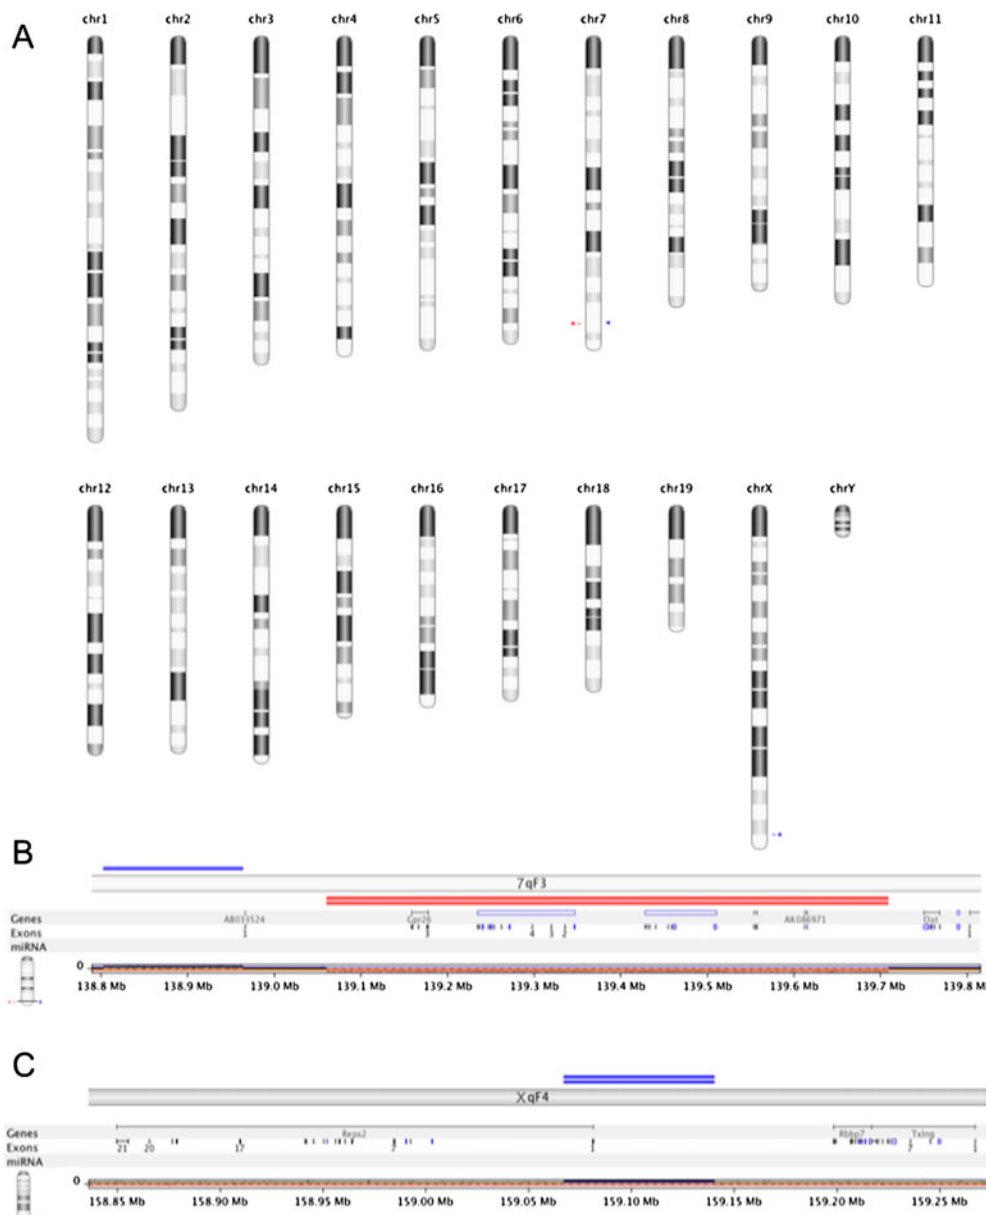 A
chr1 chr2 chr3 chr4 chr5 chr6 chr7 chr8 chr9 chr10 chr11
chr12 chr13 chr14 chr15 chr16 chr17 chr18 chr19 chrX chrY
B
7qF3
Genes AB033524 Gpr26 AK086971 Oat
Exons 1 3 4 3 2 1
miRNA
0
138.8 Mb 138.9 Mb 139.0 Mb 139.1 Mb 139.2 Mb 139.3 Mb 139.4 Mb 139.5 Mb 139.6 Mb 139.7 Mb 139.8 M
C
XqF4
Genes Reps2 Rbbp7 Txlng
Exons 21 20 17 7 1 7 1
miRNA
0
158.85 Mb 158.90 Mb 158.95 Mb 159.00 Mb 159.05 Mb 159.10 Mb 159.15 Mb 159.20 Mb 159.25 Mb